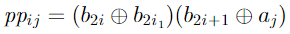 pp_{ij} = (b_{2i} ⊕ b_{2i_1})(b_{2i+1} ⊕ a_j)